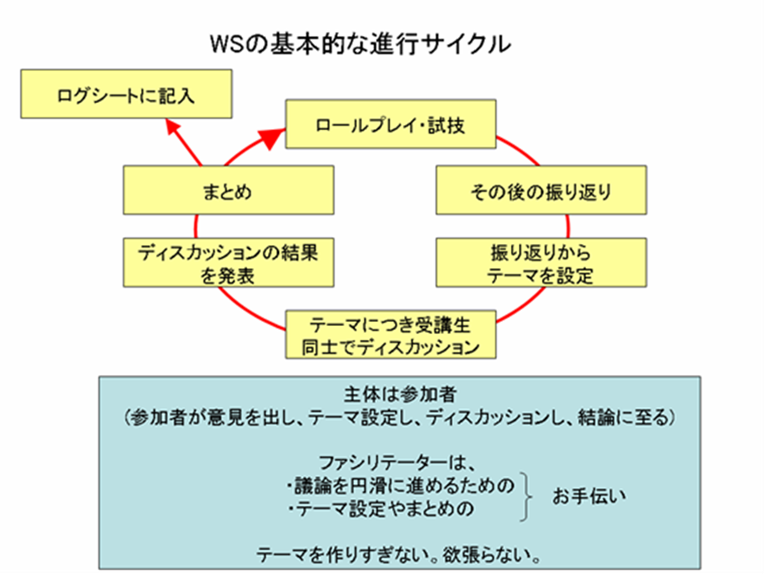 WSの基本的な進行サイクル
ログシートに記入
ロールプレイ・試技
まとめ
その後の振り返り
ディスカッションの結果
を発表
振り返りから
テーマを設定
テーマにつき受講生
同士でディスカッション
主体は参加者
(参加者が意見を出し、テーマ設定し、ディスカッションし、結論に至る)
ファシリテーターは、
・議論を円滑に進めるための
・テーマ設定やまとめの
お手伝い
テーマを作りすぎない。欲張らない。